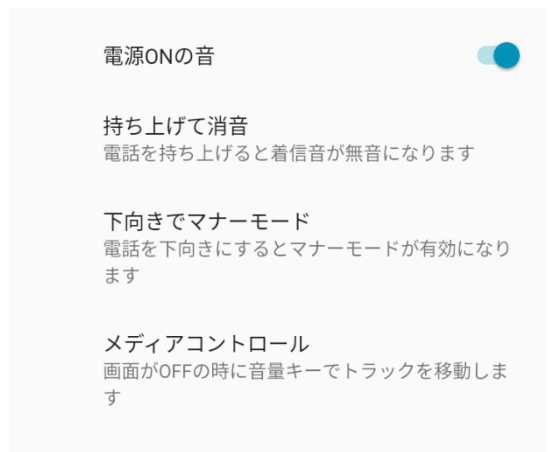 電源ONの音
持ち上げて消音
電話を持ち上げると着信音が無音になります
下向きでマナーモード
電話を下向きにするとマナーモードが有効になり
ます
メディアコントロール
画面がOFFの時に音量キーでトラックを移動しま
す